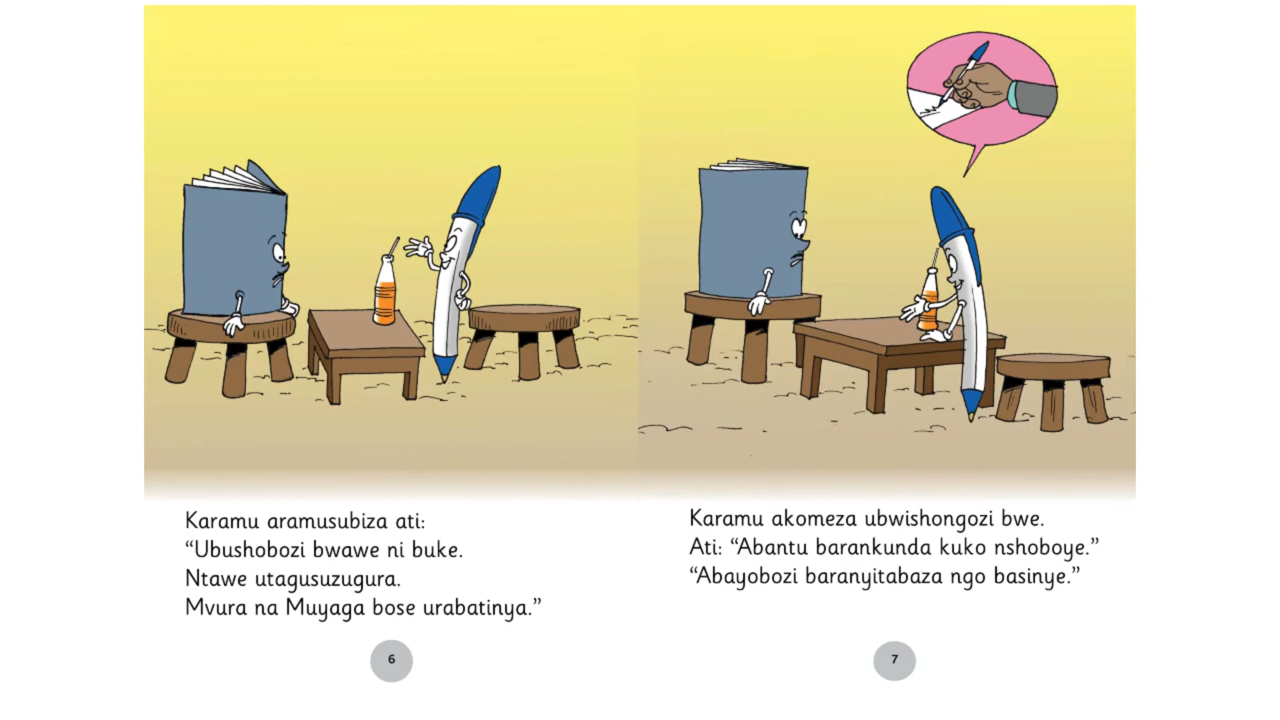 Karamu aramusubiza ati:
“Ubushobozi bwawe ni buke.
Ntawe utagusuzugura.
Mvura na Muyaga bose urabatinya.”
6
Karamu akomeza ubwishongozi bwe.
Ati: “Abantu barankunda kuko nshoboye.”
“Abayobozi baranyitabaza ngo basinye.”
7